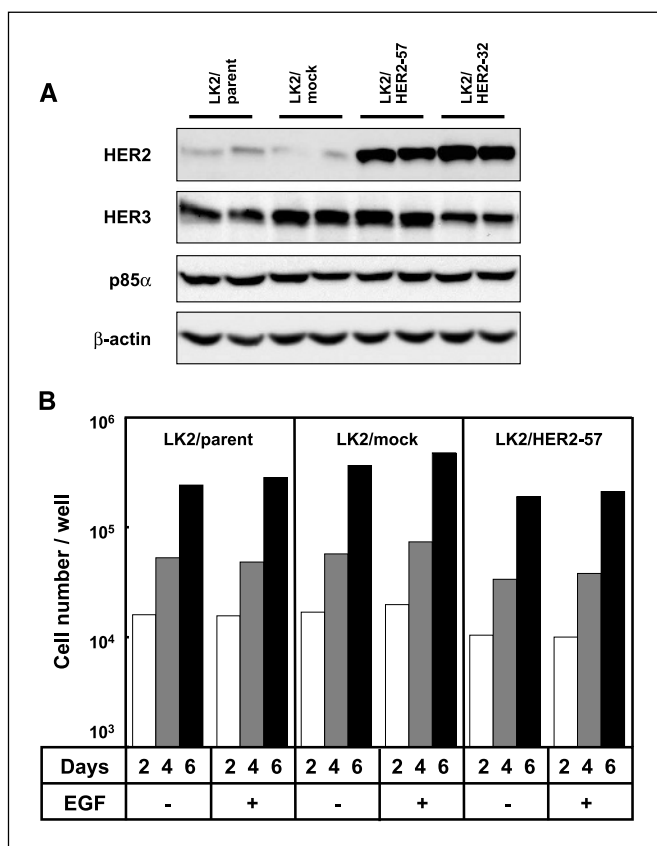 A
LK2/
parent
LK2/
mock
LK2/
HER2-57
LK2/
HER2-32
HER2
HER3
p85α
β-actin
B
Cell number / well
10⁶
10⁵
10⁴
10³
LK2/parent
LK2/mock
LK2/HER2-57
Days 2 4 6 2 4 6 2 4 6 2 4 6 2 4 6 2 4 6
EGF - + - + - +